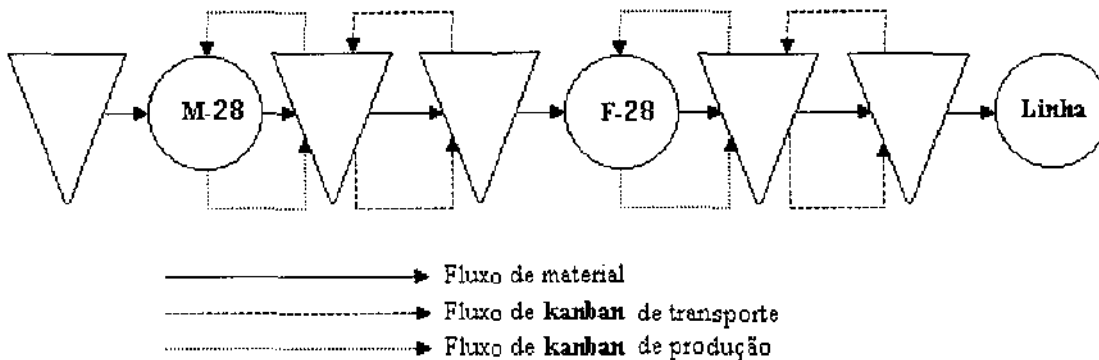 M-28
F-28
Linha
Fluxo de material
Fluxo de kanban de transporte
Fluxo de kanban de produção